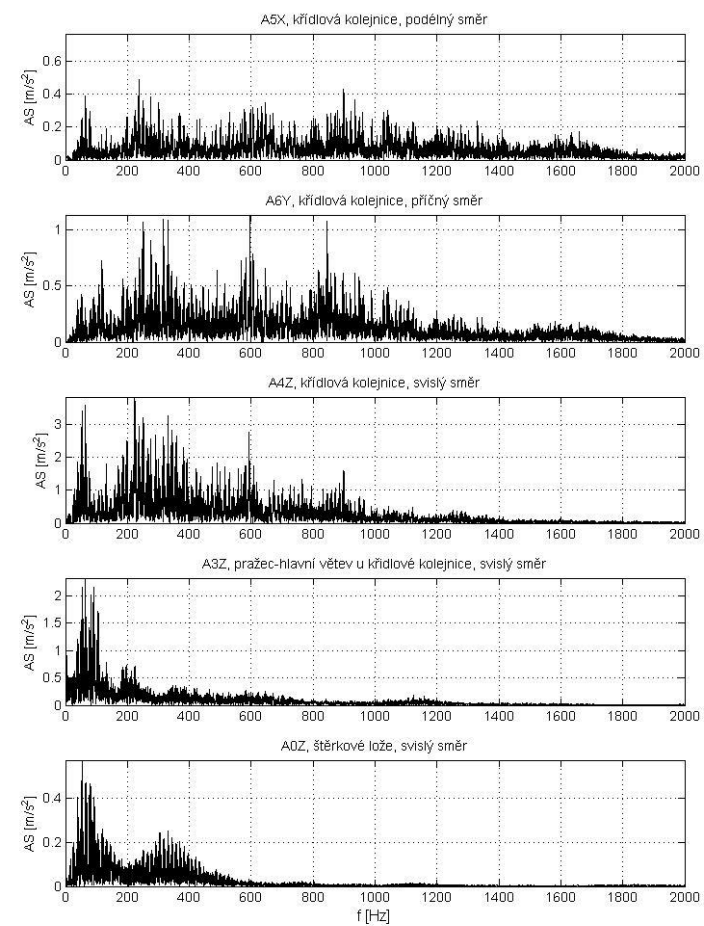 A5X, křídlová kolejnice, podélný směr
AS [m/s²]
0.6
0.4
0.2
0
0 200 400 600 800 1000 1200 1400 1600 1800 2000
A6Y, křídlová kolejnice, příčný směr
AS [m/s²]
1
0.5
0
0 200 400 600 800 1000 1200 1400 1600 1800 2000
A4Z, křídlová kolejnice, svislý směr
AS [m/s²]
3
2
1
0
0 200 400 600 800 1000 1200 1400 1600 1800 2000
A3Z, pražec-hlavní větev u křidlové kolejnice, svislý směr
AS [m/s²]
2
1.5
1
0.5
0
0 200 400 600 800 1000 1200 1400 1600 1800 2000
A0Z, štěrkové lože, svislý směr
AS [m/s²]
0.4
0.2
0
0 200 400 600 800 1000 1200 1400 1600 1800 2000
f [Hz]